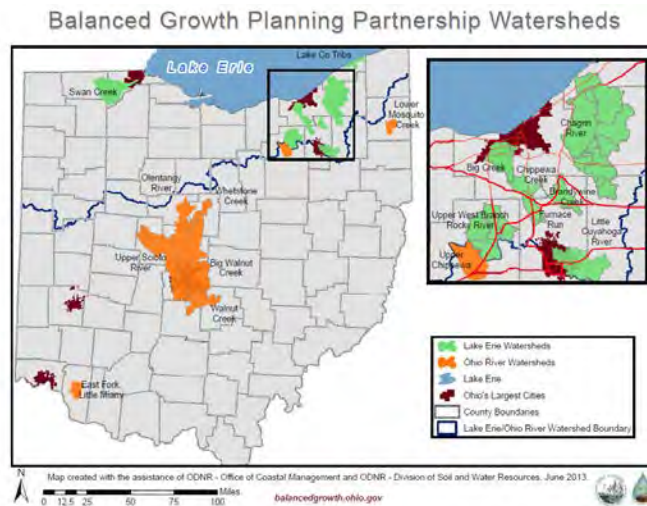 Balanced Growth Planning Partnership Watersheds
Lake Co Tribs
Lake Erie
Swan Creek
Lower
Mosquito
Creek
Olentangy
River
Whetstone
Creek
Upper Scioto
River
Big Walnut
Creek
Walnut
Creek
East Fork
Little Miami
Chagrin
River
Big Creek
Chippewa
Creek
Brandywine
Creek
Upper West Branch
Rocky River
Furnace
Run
Little
Cuyahoga
River
Upper
Chippewa
Lake Erie Watersheds
Ohio River Watersheds
Lake Erie
Ohio's Largest Cities
County Boundaries
Lake Erie/Ohio River Watershed Boundary
N
Map created with the assistance of ODNR - Office of Coastal Management and ODNR - Division of Soil and Water Resources. June 2013.
Miles
0 12.5 25 50 75 100
balancedgrowth.ohio.gov